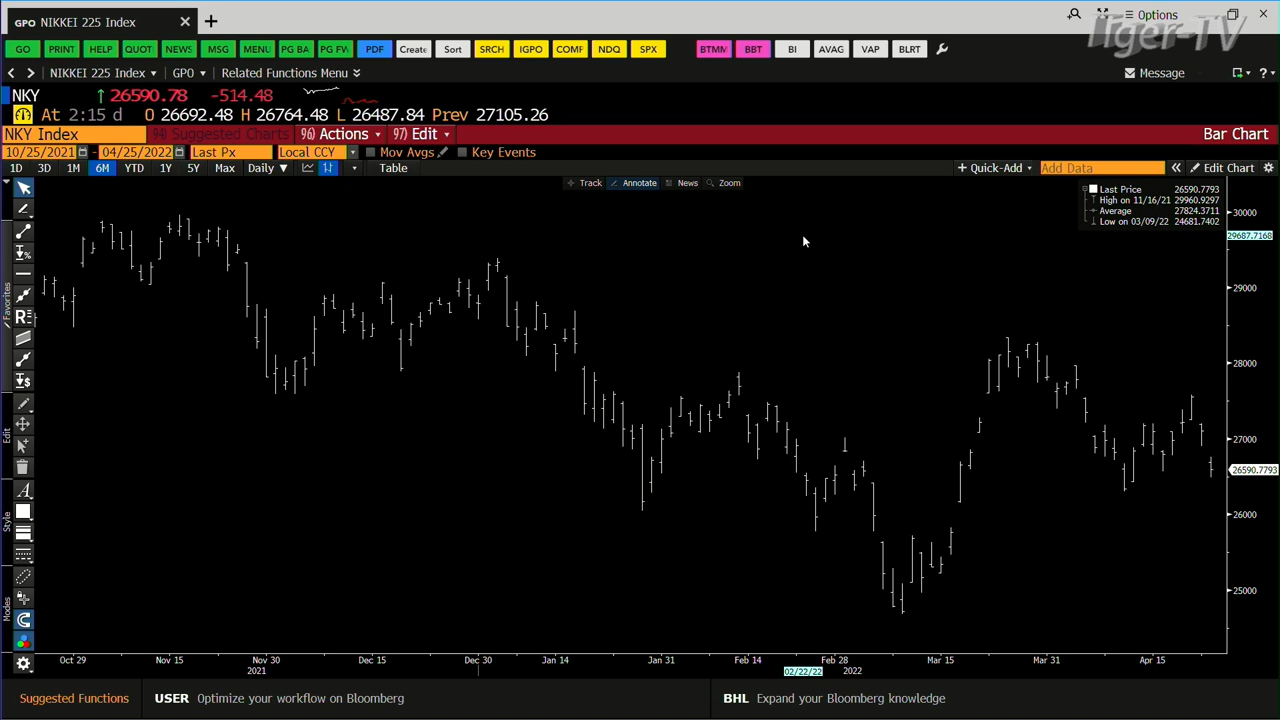 GPO NIKKEI 225 Index
Options
Tiger-TV
GO PRINT HELP QUOT NEWS MSG MENU PG BA PG FV PDF Create Sort SRCH IGPO COMF NDQ SPX BTMM BBT BI AVAG VAP BLRT
NIKKEI 225 Index GPO Related Functions Menu Message
NKY 26590.78 -514.48
At 2:15 d O 26692.48 H 26764.48 L 26487.84 Prev 27105.26
NKY Index 94) Suggested Charts 96) Actions 97) Edit Bar Chart
10/25/2021 - 04/25/2022 Last Px Local CCY Mov Avgs Key Events
1D 3D 1M 6M YTD 1Y 5Y Max Daily Table + Quick-Add Add Data Edit Chart
Track Annotate News Zoom
Last Price 26590.7793
High on 11/16/21 29960.9297
Average 27824.3711
Low on 03/09/22 24681.7402
30000
29687.7168
29000
28000
27000
26590.7793
26000
25000
Favorites
Edit
Style
Modes
Oct 29 Nov 15 Nov 30 Dec 15 Dec 30 Jan 14 Jan 31 Feb 14 Feb 28 Mar 15 Mar 31 Apr 15
2021 02/22/22 2022
Suggested Functions USER Optimize your workflow on Bloomberg BHL Expand your Bloomberg knowledge